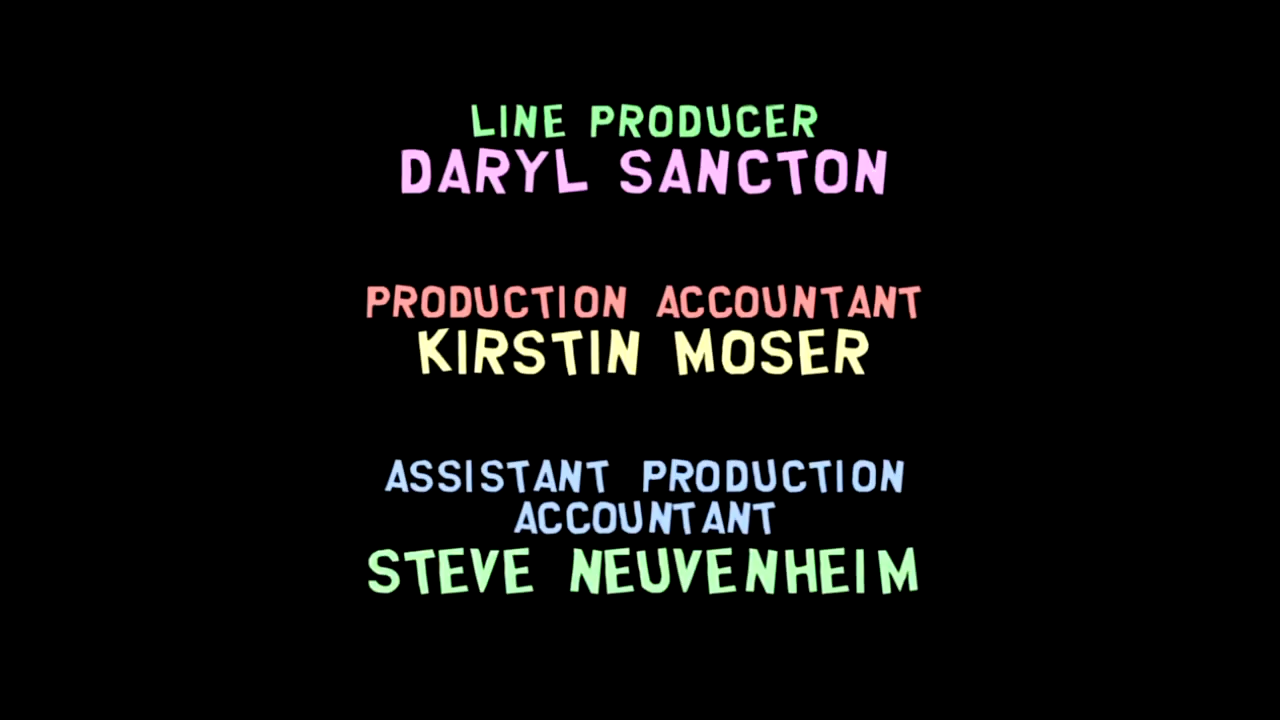 LINE PRODUCER
DARYL SANCTON
PRODUCTION ACCOUNTANT
KIRSTIN MOSER
ASSISTANT PRODUCTION
ACCOUNTANT
STEVE NEUVENHEIM